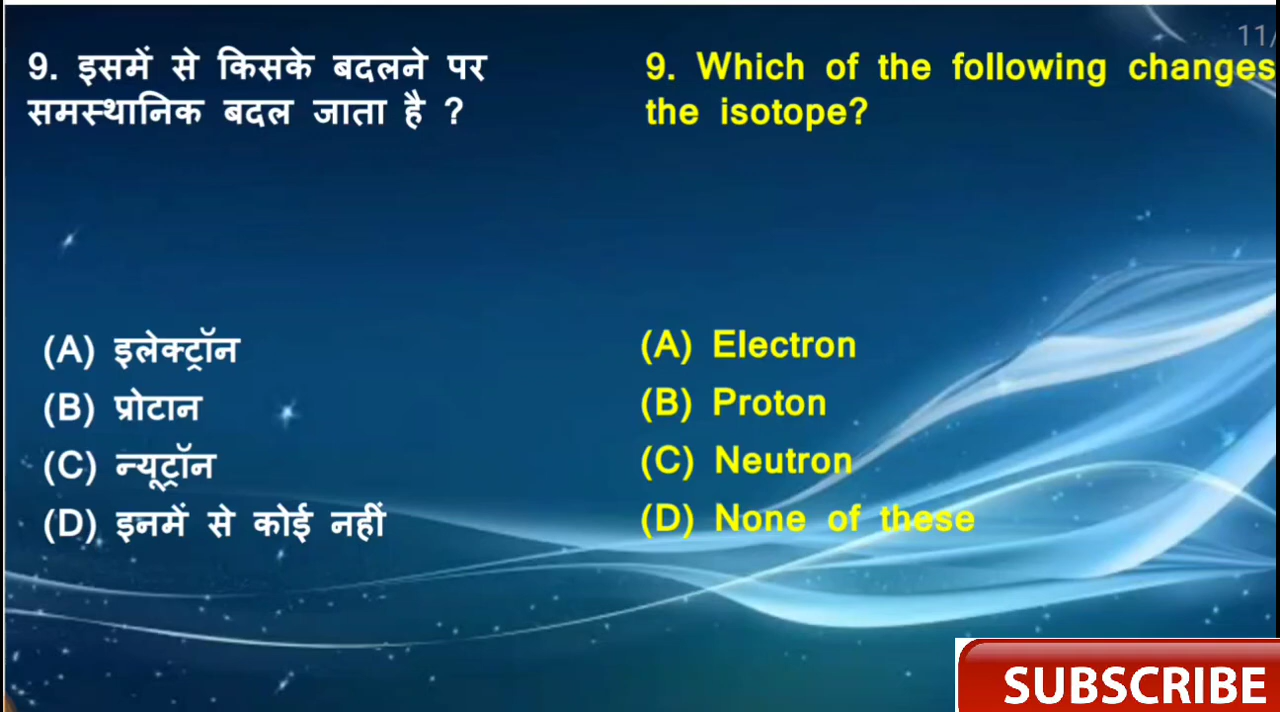 11/
9. इसमें से किसके बदलने पर
समस्थानिक बदल जाता है ?
(A) इलेक्ट्रॉन
(B) प्रोटान
(C) न्यूट्रॉन
(D) इनमें से कोई नहीं
9. Which of the following changes
the isotope?
(A) Electron
(B) Proton
(C) Neutron
(D) None of these
SUBSCRIBE